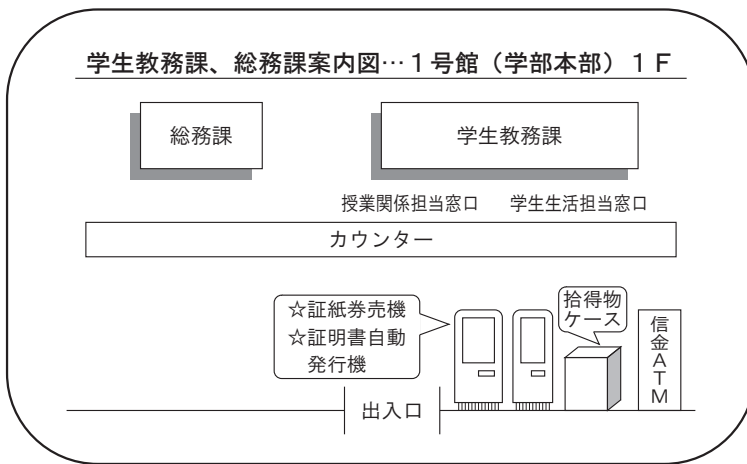 学生教務課、総務課案内図…１号館（学部本部）１Ｆ
総務課
学生教務課
授業関係担当窓口
学生生活担当窓口
カウンター
☆証紙券売機
☆証明書自動
発行機
拾得物
ケース
信金ＡＴＭ
出入口